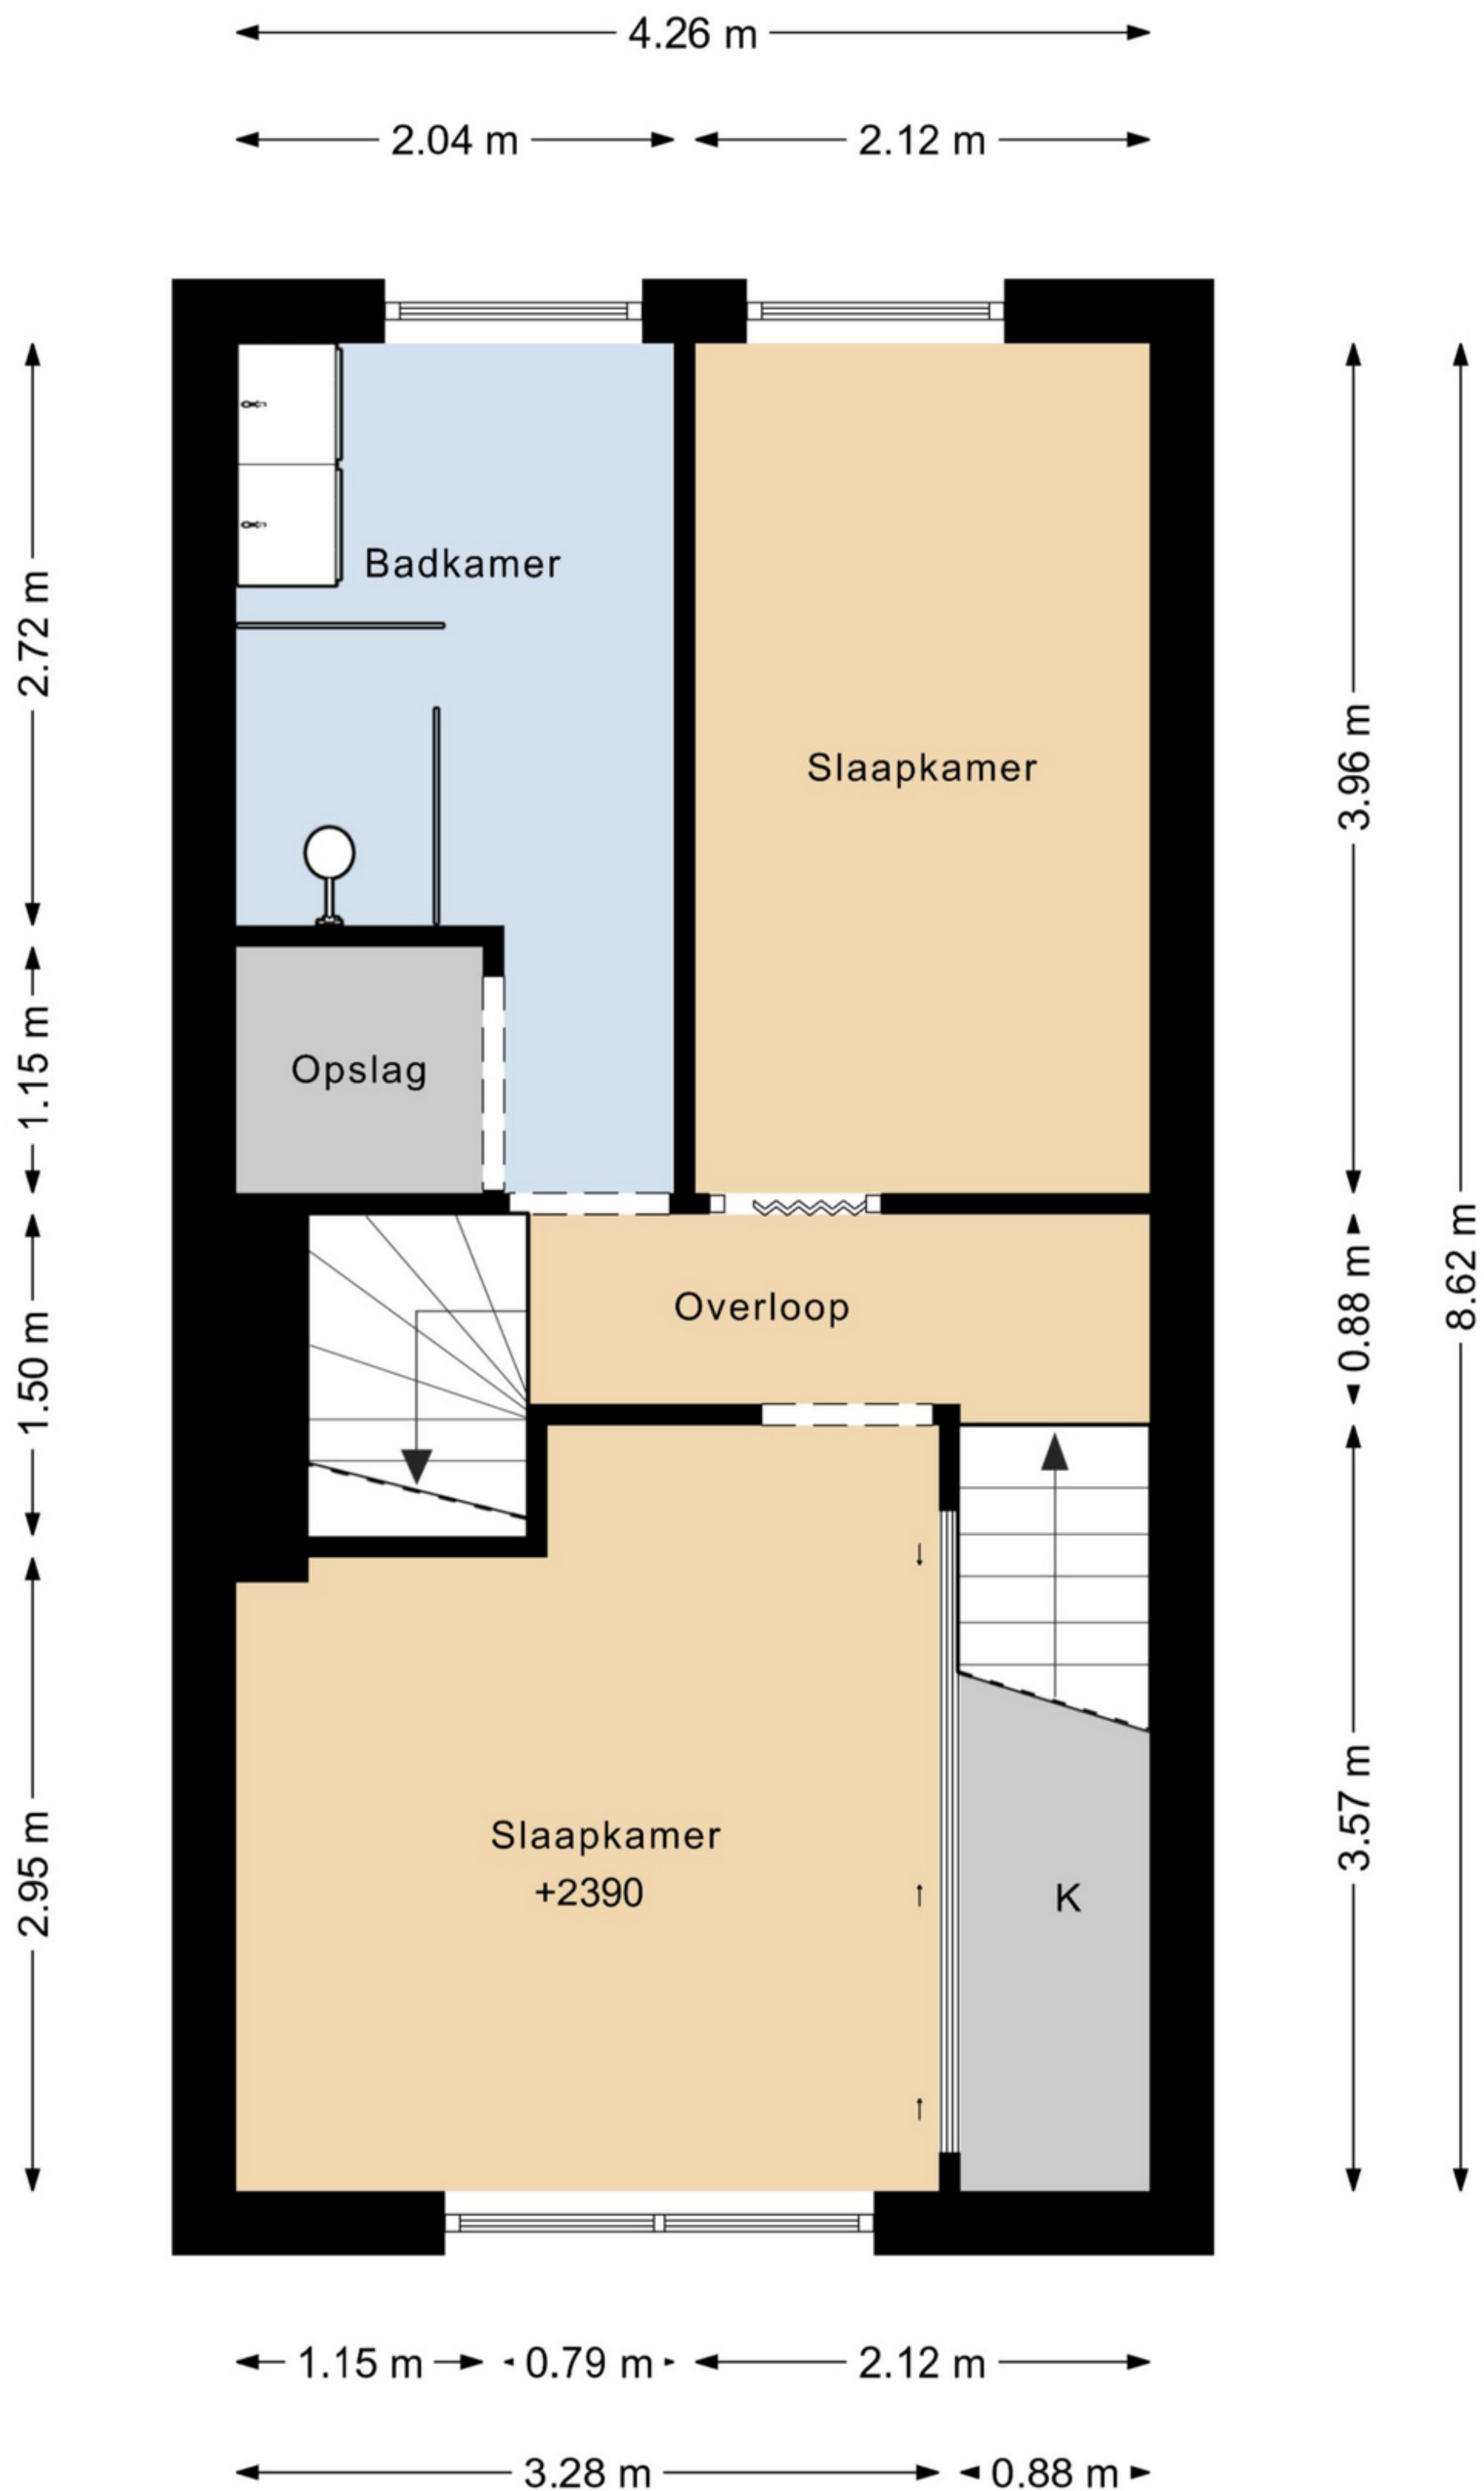 4.26 m
2.04 m
2.12 m
2.72 m
Badkamer
Slaapkamer
3.96 m
1.15 m
Opslag
1.50 m
Overloop
0.88 m
8.62 m
2.95 m
Slaapkamer
+2390
K
3.57 m
1.15 m
0.79 m
2.12 m
3.28 m
0.88 m